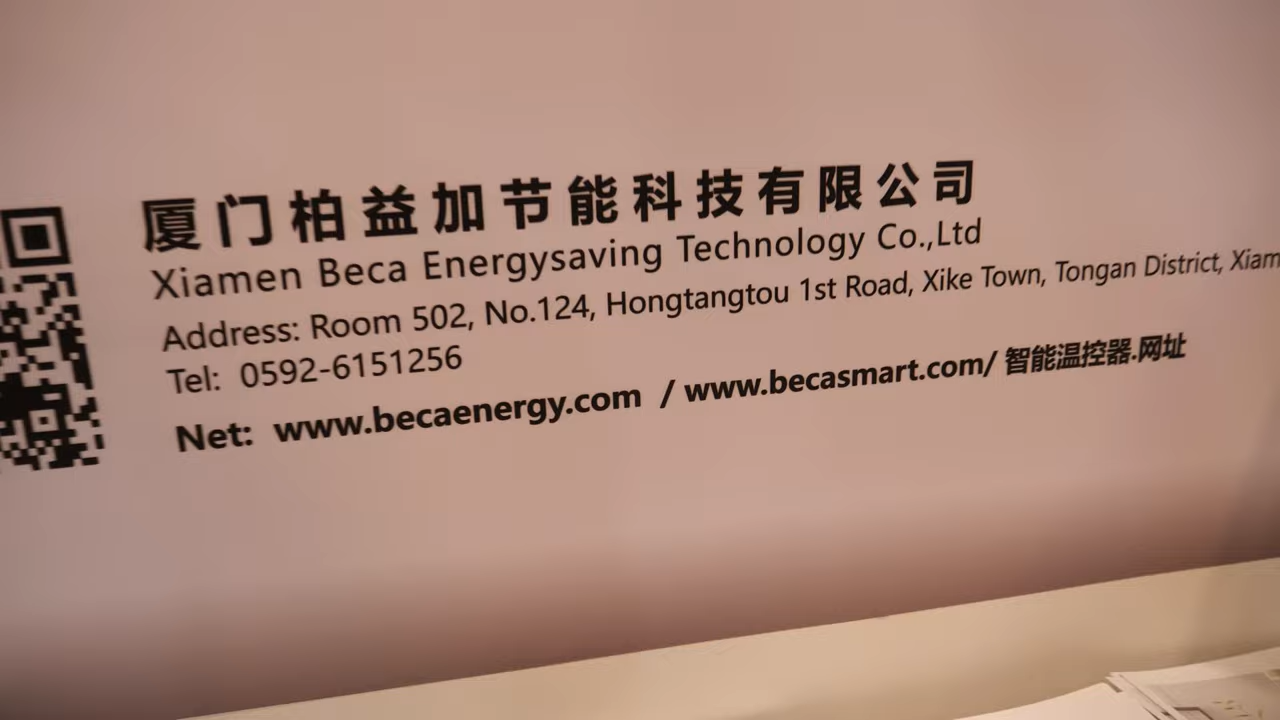 厦门柏益加节能科技有限公司
Xiamen Beca Energysaving Technology Co.,Ltd
Address: Room 502, No.124, Hongtangtou 1st Road, Xike Town, Tongan District, Xiam
Tel: 0592-6151256
Net: www.becaenergy.com / www.becasmart.com/ 智能温控器.网址